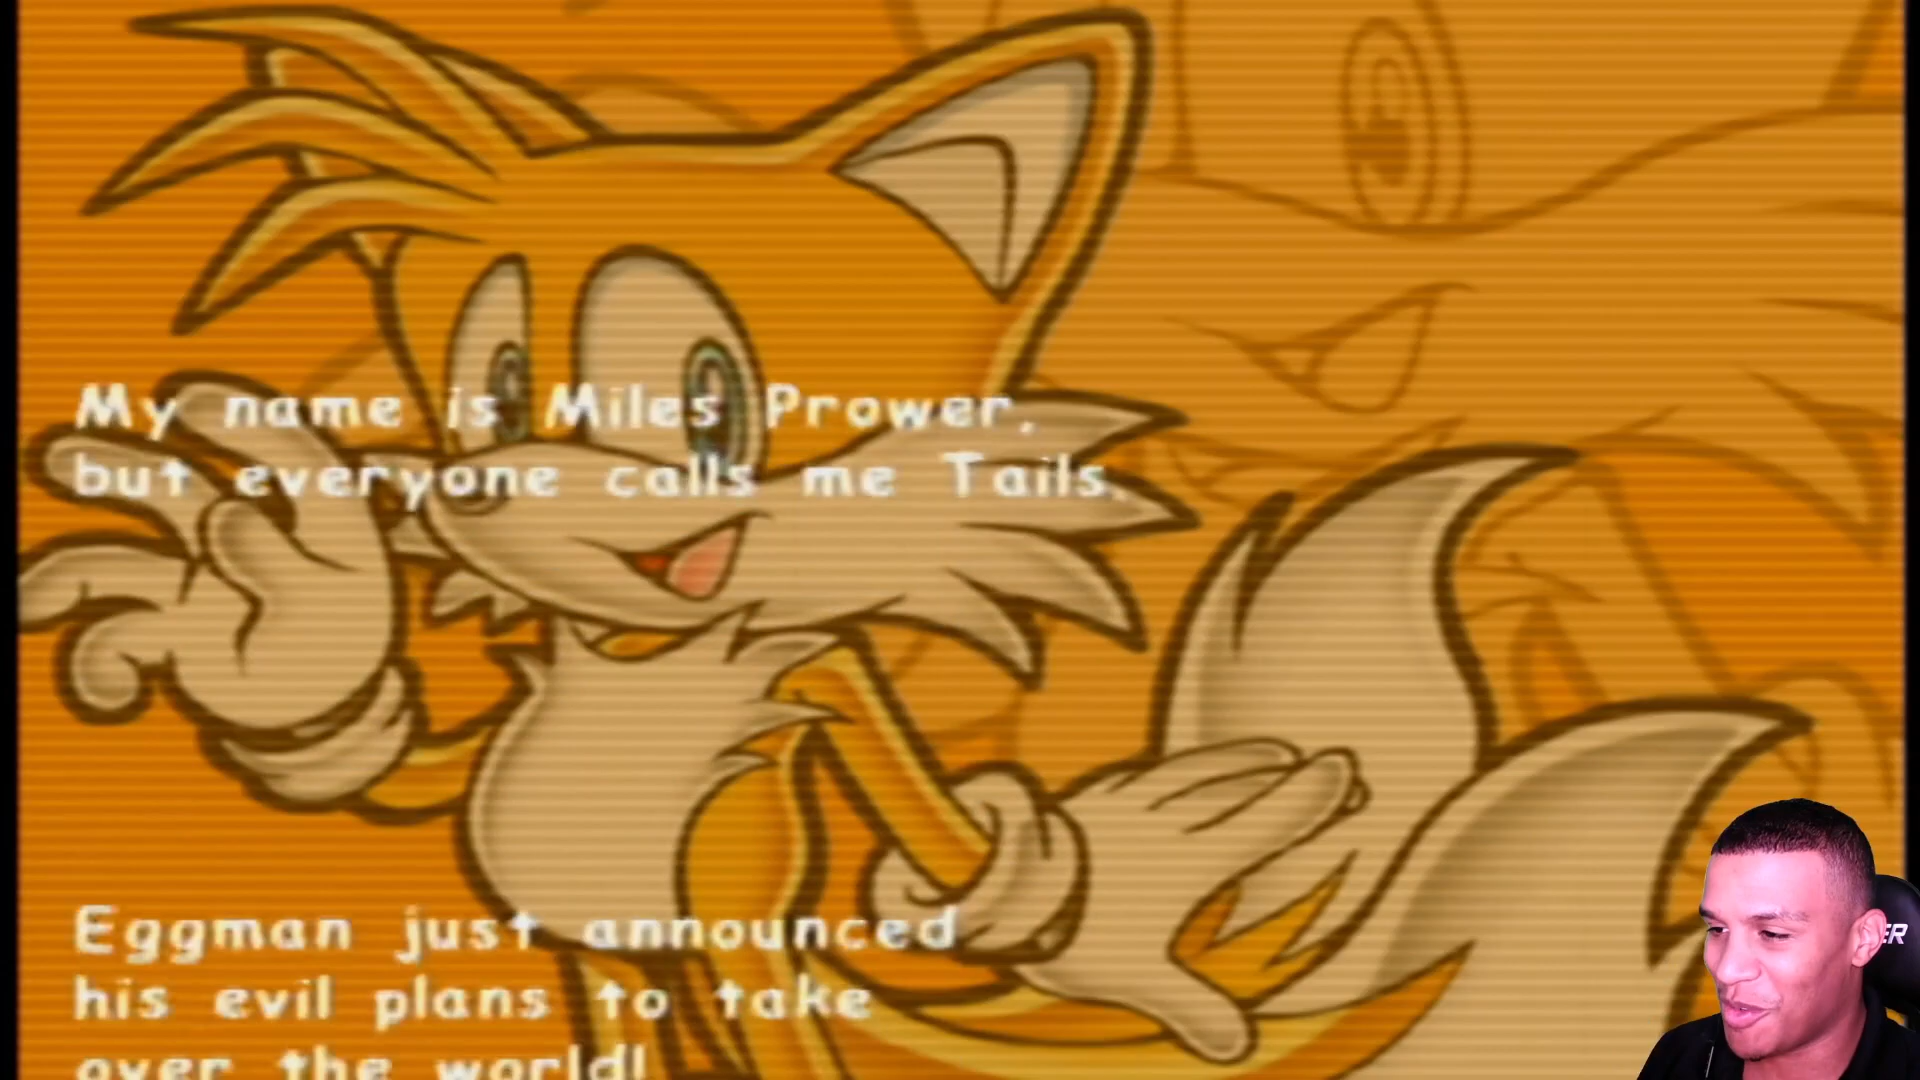 My name is Miles Prower,
but everyone calls me Tails.
Eggman just announced
his evil plans to take
over the world!
ER